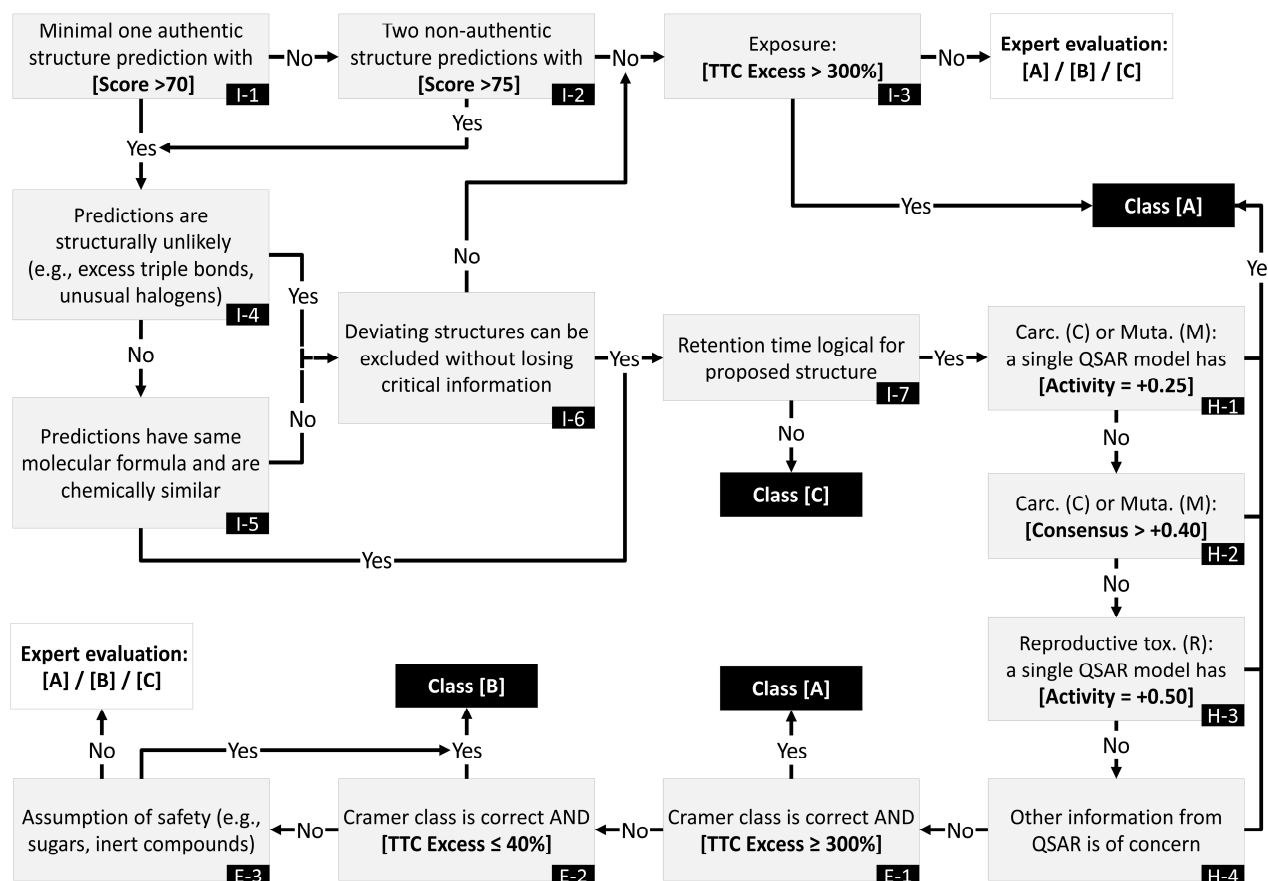 Minimal one authentic
structure prediction with
[Score >70]
I-1
No
Two non-authentic
structure predictions with
[Score >75]
I-2
No
Exposure:
[TTC Excess > 300%]
I-3
No
Expert evaluation:
[A] / [B] / [C]
Yes
Yes
Predictions are
structurally unlikely
(e.g., excess triple bonds,
unusual halogens)
I-4
Yes
No
Yes
Class [A]
Ye
No
Predictions have same
molecular formula and are
chemically similar
I-5
No
Deviating structures can be
excluded without losing
critical information
I-6
Yes
Retention time logical for
proposed structure
I-7
Yes
Carc. (C) or Muta. (M):
a single QSAR model has
[Activity = +0.25]
H-1
No
Class [C]
No
Carc. (C) or Muta. (M):
[Consensus > +0.40]
H-2
Yes
No
Reproductive tox. (R):
a single QSAR model has
[Activity = +0.50]
H-3
No
Expert evaluation:
[A] / [B] / [C]
Class [B]
Class [A]
No
Yes
Yes
Yes
Assumption of safety (e.g.,
sugars, inert compounds)
E-3
No
Cramer class is correct AND
[TTC Excess ≤ 40%]
E-2
No
Cramer class is correct AND
[TTC Excess ≥ 300%]
E-1
No
Other information from
QSAR is of concern
H-4